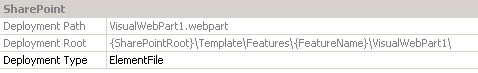 SharePoint
Deployment Path VisualWebPart1.webpart
Deployment Root {SharePointRoot}\Template\Features\{FeatureName}\VisualWebPart1\
Deployment Type ElementFile